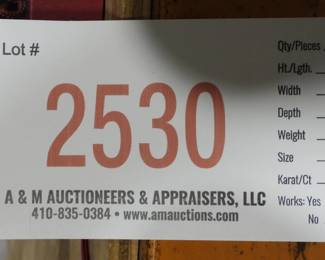 Lot #
2530
A & M AUCTIONEERS & APPRAISERS, LLC
410-835-0384 • www.amauctions.com
Qty/Pieces
Ht./Lgth.
Width
Depth
Weight
Size
Karat/Ct
Works: Yes
No